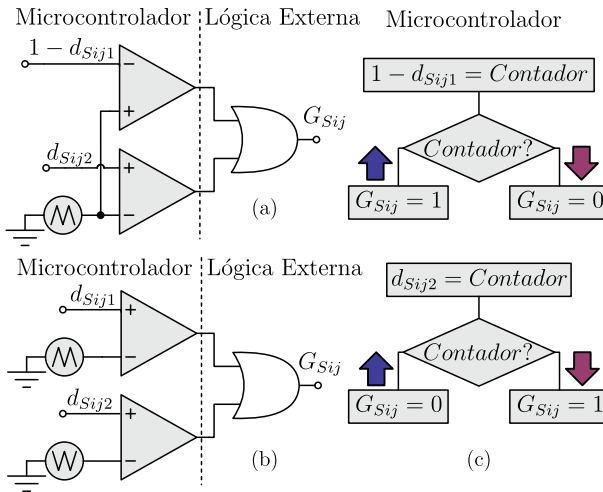 Microcontrolador
Lógica Externa
1 − d_{Sij1}
−
+
d_{Sij2}
+
−
G_{Sij}
(a)
Microcontrolador
Lógica Externa
d_{Sij1}
+
−
d_{Sij2}
+
−
G_{Sij}
(b)
Microcontrolador
1 − d_{Sij1} = Contador
Contador?
G_{Sij} = 1
G_{Sij} = 0
d_{Sij2} = Contador
Contador?
G_{Sij} = 0
G_{Sij} = 1
(c)